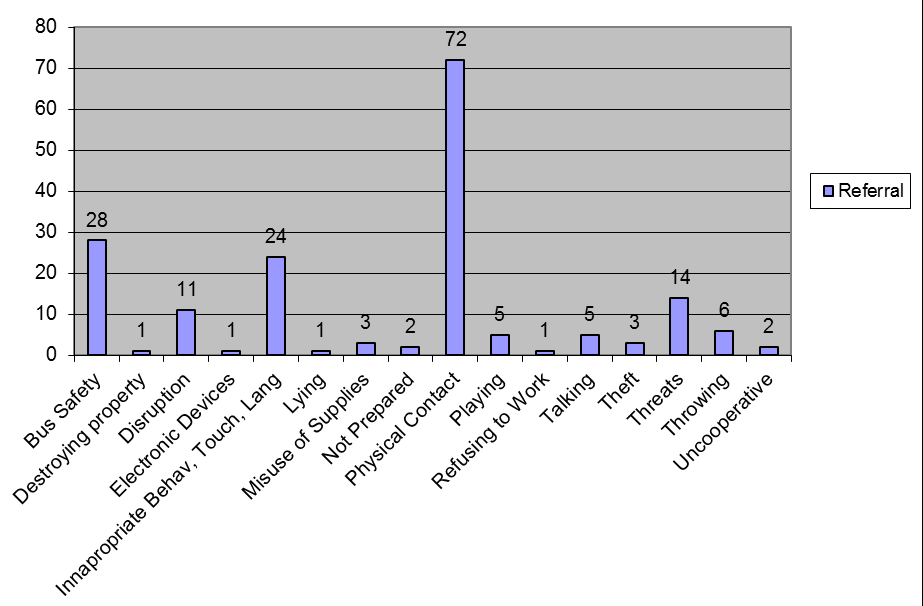 80
70
60
50
40
30
20
10
0
28
1
11
1
24
1
3
2
72
5
1
5
3
14
6
2
Bus Safety
Destroying property
Disruption
Electronic Devices
Innapropriate Behav, Touch, Lang
Lying
Misuse of Supplies
Not Prepared
Physical Contact
Playing
Refusing to Work
Talking
Theft
Threats
Throwing
Uncooperative
Referral